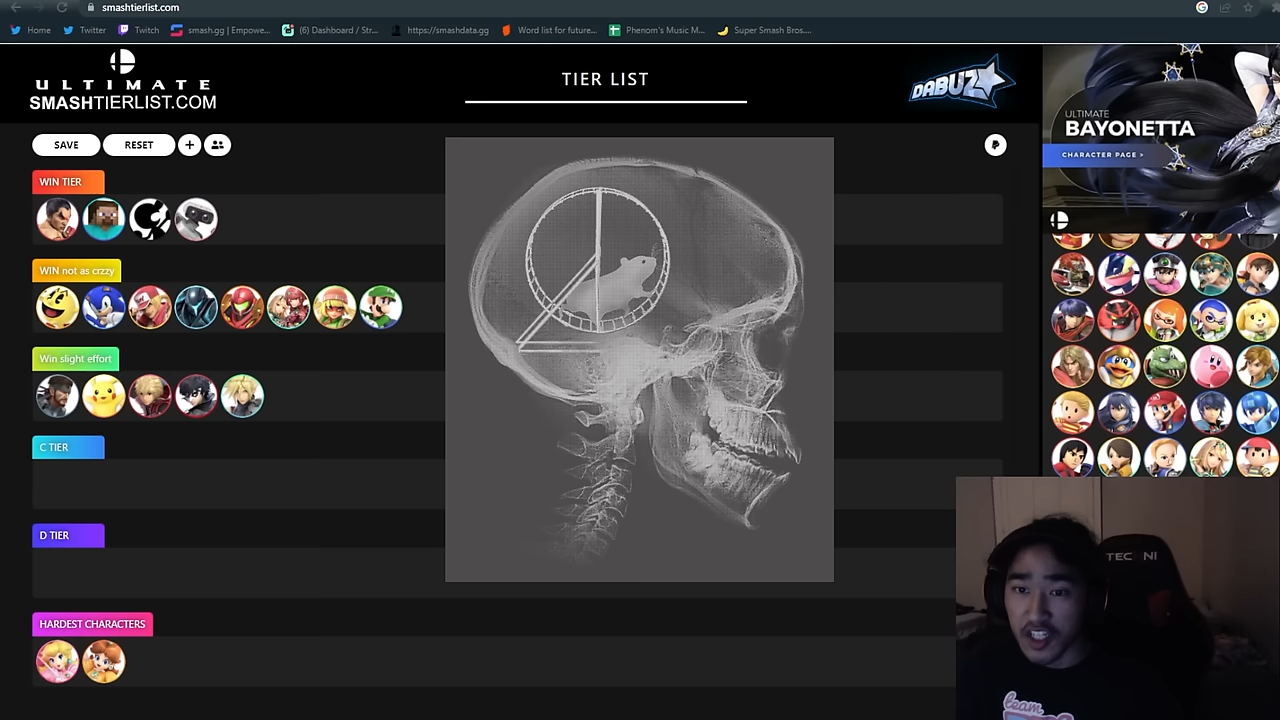 smashtierlist.com
Home
Twitter
Twitch
smash.gg | Empowe...
(6) Dashboard / Str...
https://smashdata.gg
Word list for future...
Phenom's Music M...
Super Smash Bros....
ULTIMATE
SMASHTIERLIST.COM
TIER LIST
DABUZ
ULTIMATE
BAYONETTA
CHARACTER PAGE >
SAVE
RESET
+
WIN TIER
WIN not as crzzy
Win slight effort
C TIER
D TIER
HARDEST CHARACTERS
TEC NI
team